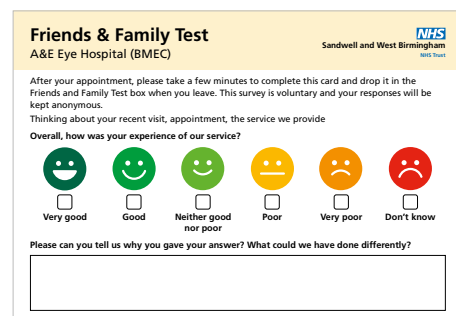 Friends & Family Test
A&E Eye Hospital (BMEC)
NHS
Sandwell and West Birmingham
NHS Trust
After your appointment, please take a few minutes to complete this card and drop it in the
Friends and Family Test box when you leave. This survey is voluntary and your responses will be
kept anonymous.
Thinking about your recent visit, appointment, the service we provide
Overall, how was your experience of our service?
Very good
Good
Neither good
nor poor
Poor
Very poor
Don't know
Please can you tell us why you gave your answer? What could we have done differently?